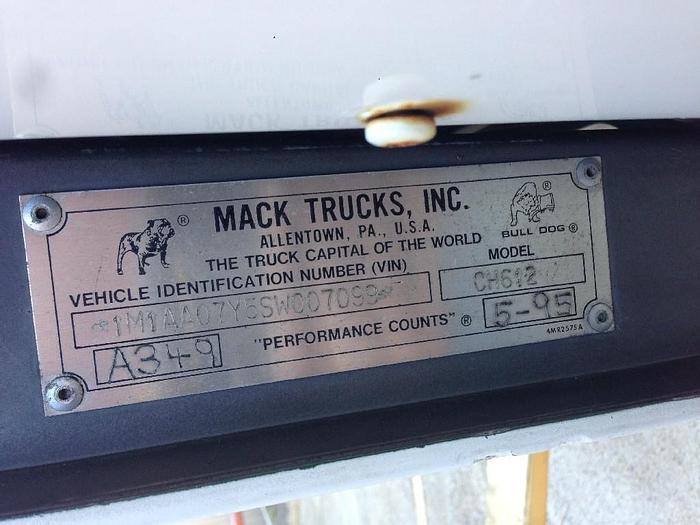 MACK TRUCKS, INC.
ALLENTOWN, PA., U.S.A.
THE TRUCK CAPITAL OF THE WORLD
®
®
BULL DOG ®
VEHICLE IDENTIFICATION NUMBER (VIN)
MODEL
*1M1AA07Y5SW007099*
CH612
A349
"PERFORMANCE COUNTS" ®
5-95
4MR2575A